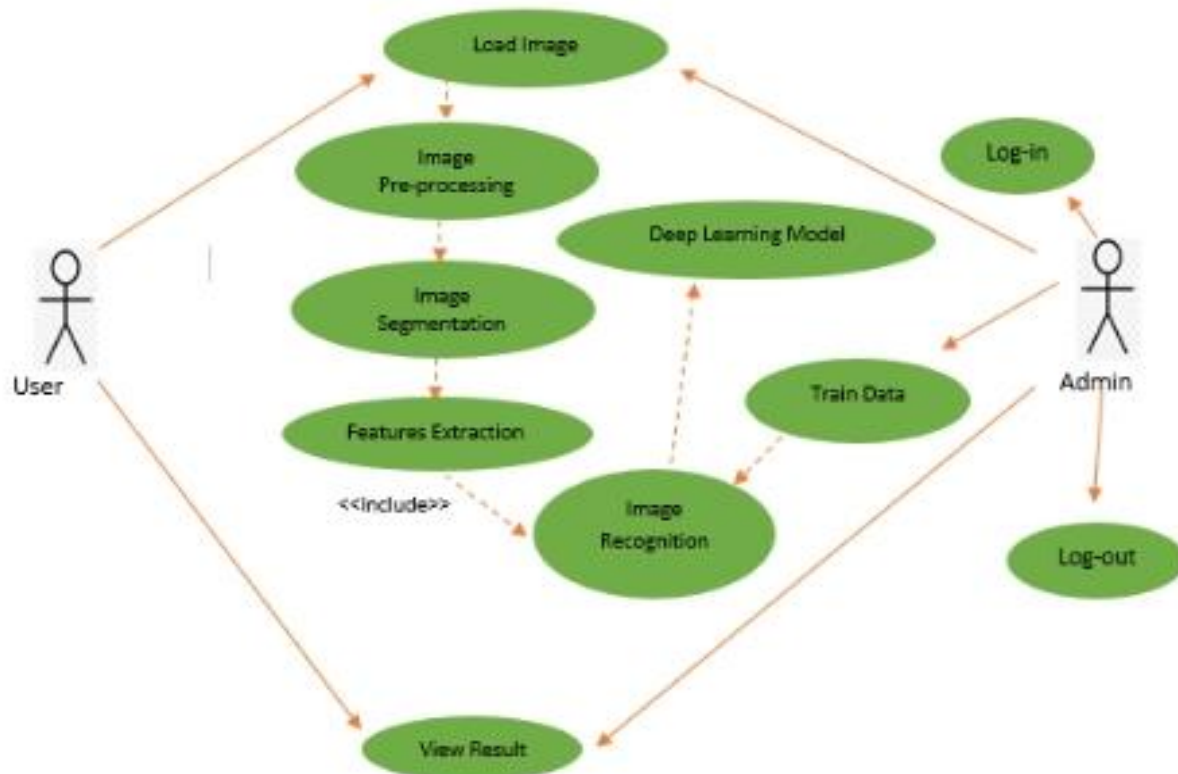 Load Image
Image
Pre-processing
Log-in
Deep Learning Model
Image
Segmentation
User
Admin
Train Data
Features Extraction
<<Include>>
Image
Recognition
Log-out
View Result